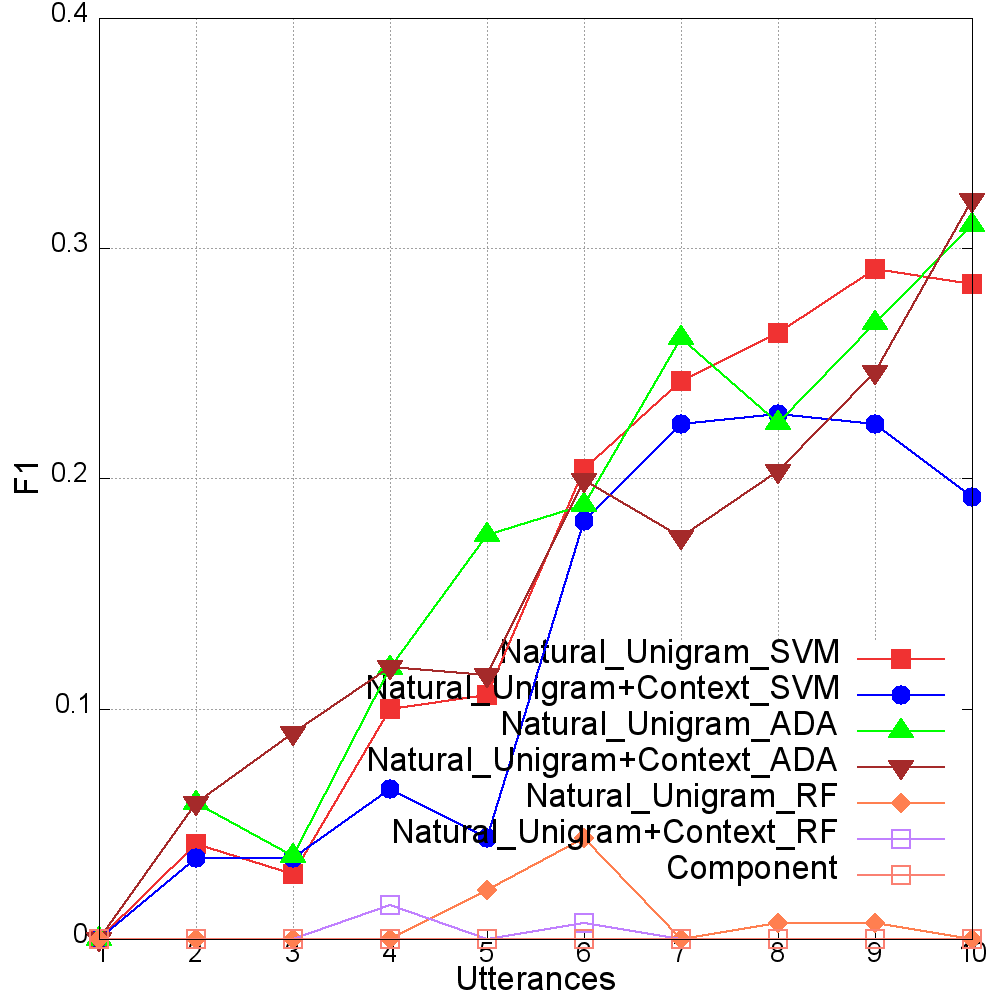 0.4
0.3
0.2
0.1
0
F1
Natural_Unigram_SVM
Natural_Unigram+Context_SVM
Natural_Unigram_ADA
Natural_Unigram+Context_ADA
Natural_Unigram_RF
Natural_Unigram+Context_RF
Component
1 2 3 4 5 6 7 8 9 10
Utterances